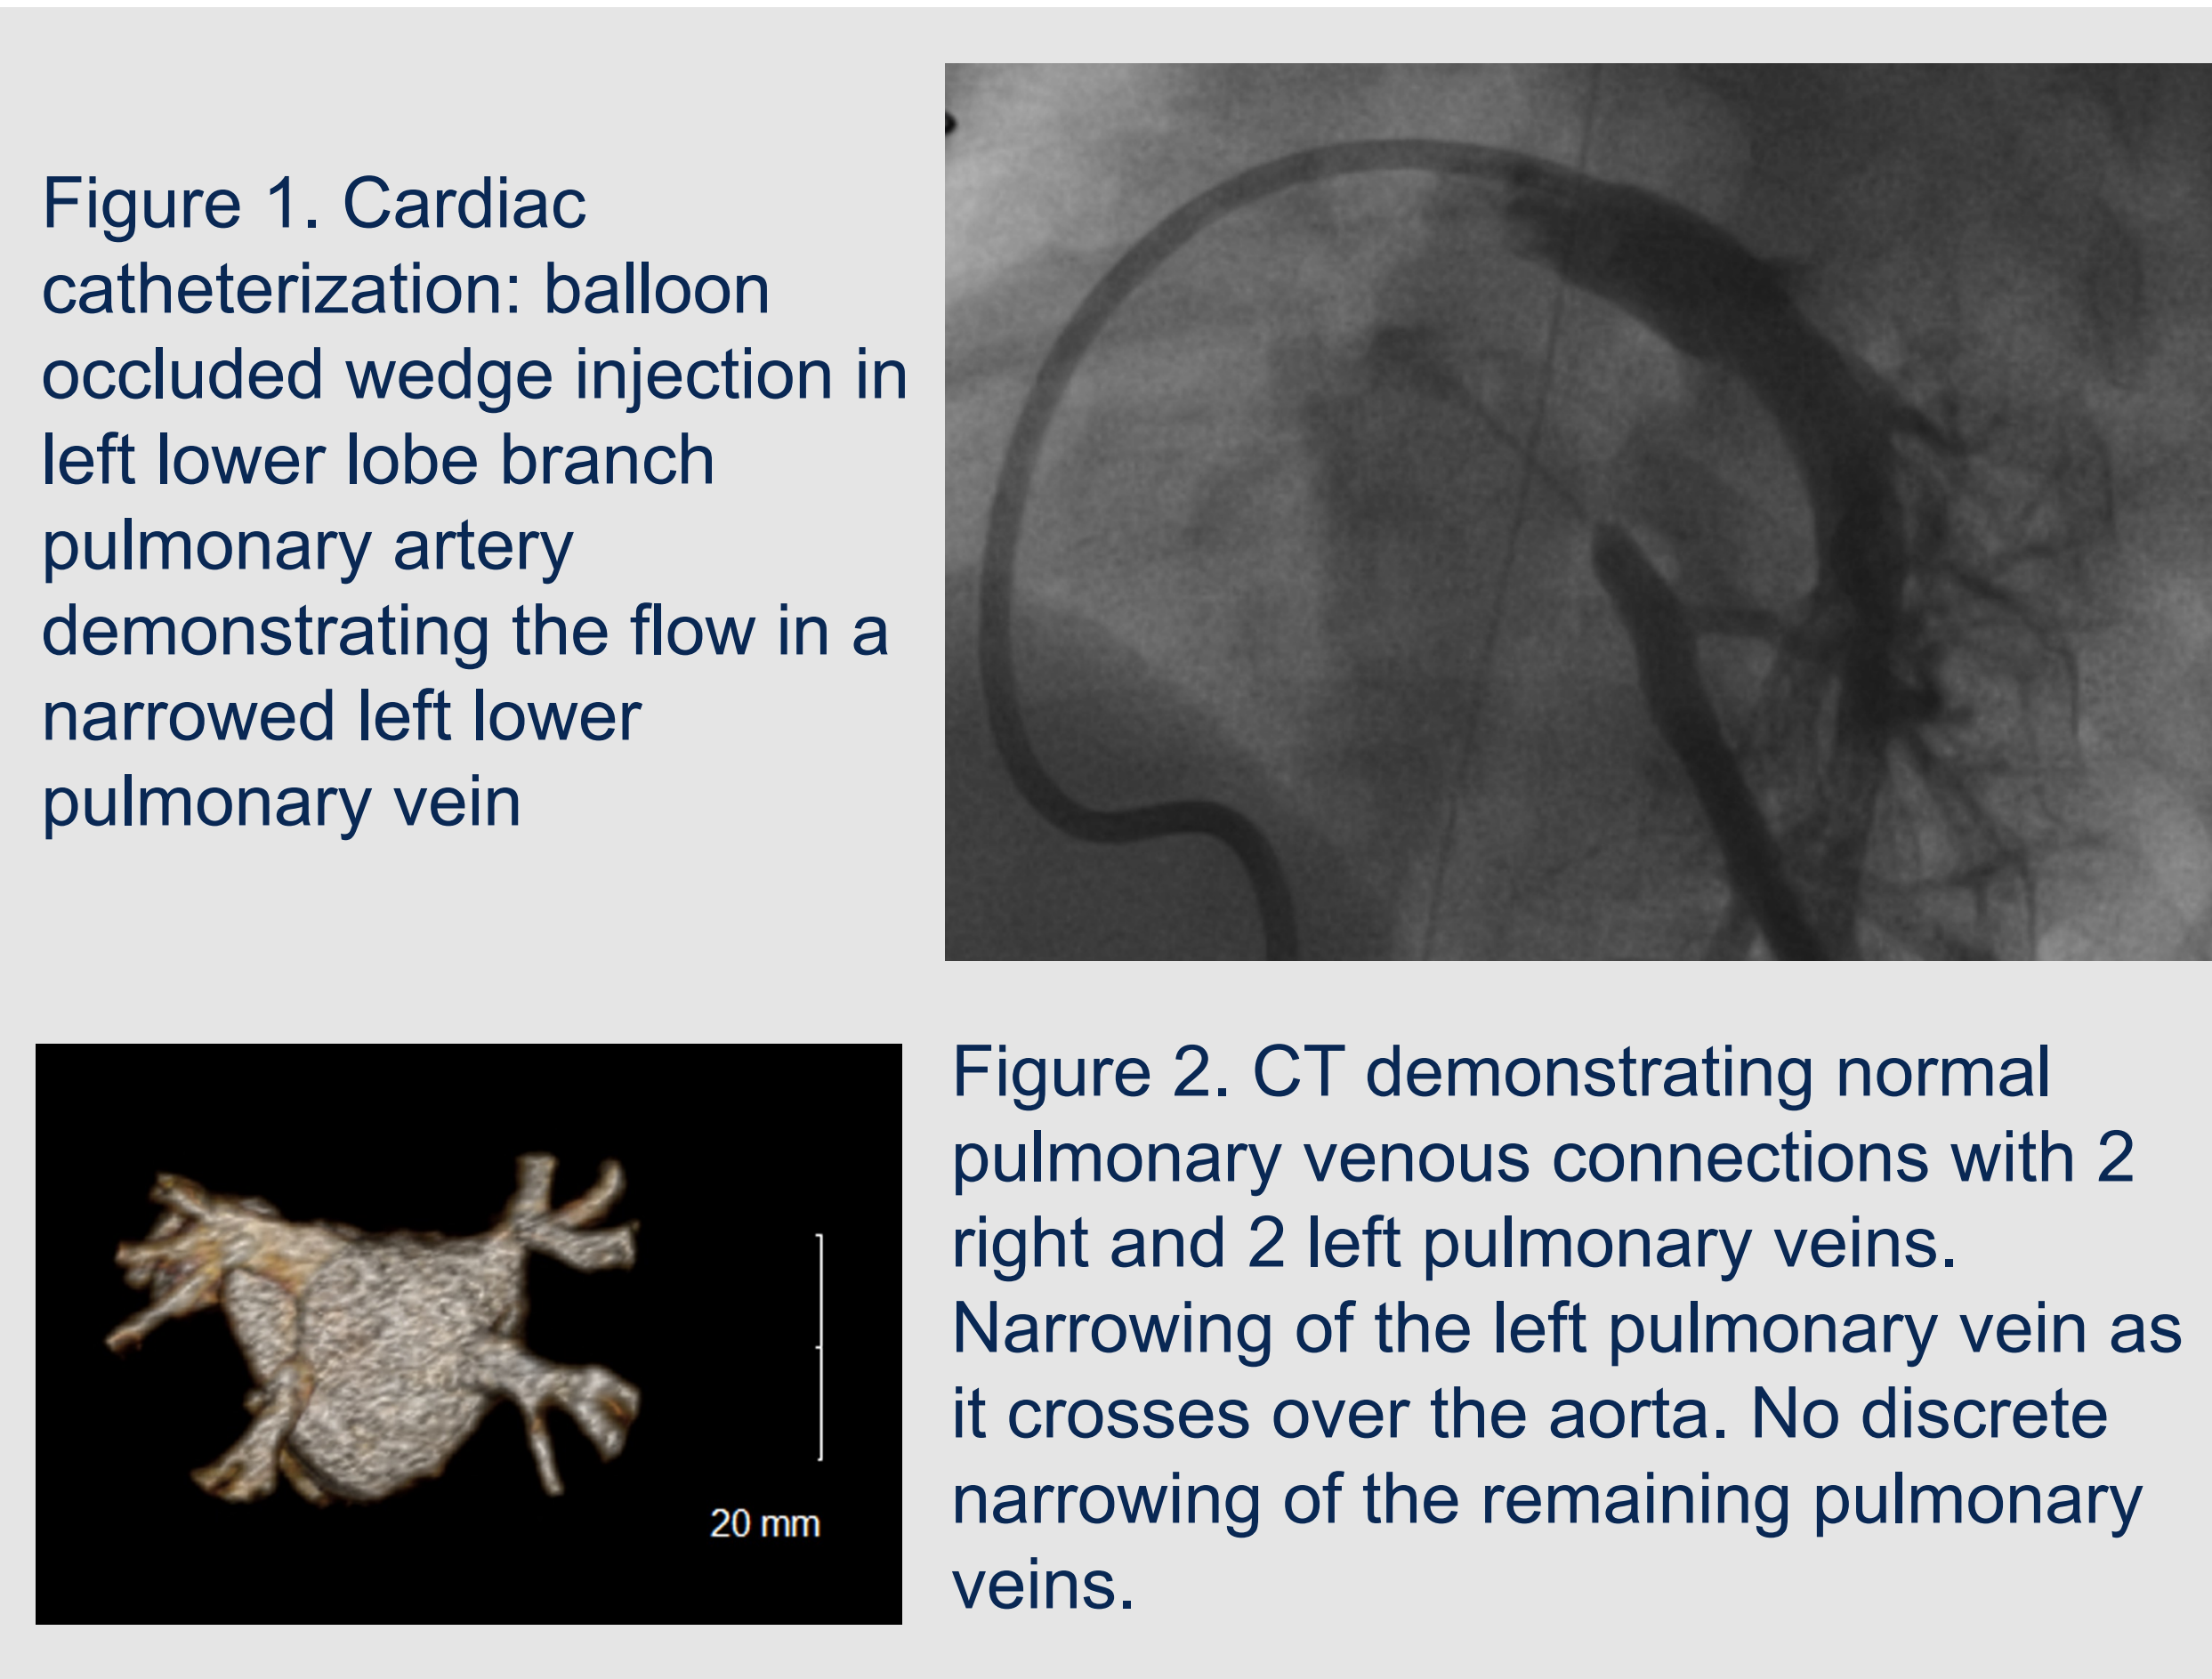 Figure 1. Cardiac
catheterization: balloon
occluded wedge injection in
left lower lobe branch
pulmonary artery
demonstrating the flow in a
narrowed left lower
pulmonary vein
20 mm
Figure 2. CT demonstrating normal
pulmonary venous connections with 2
right and 2 left pulmonary veins.
Narrowing of the left pulmonary vein as
it crosses over the aorta. No discrete
narrowing of the remaining pulmonary
veins.